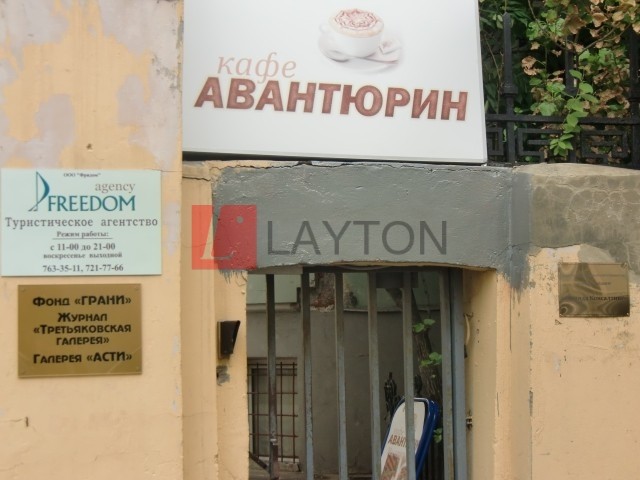 кафе
АВАНТЮРИН
ООО "Фридом"
agency
FREEDOM
Туристическое агентство
Режим работы:
с 11-00 до 21-00
воскресенье выходной
763-35-11, 721-77-66
LAYTON
Фонд «ГРАНИ»
Журнал
«Третьяковская
галерея»
Галерея «АСТИ»